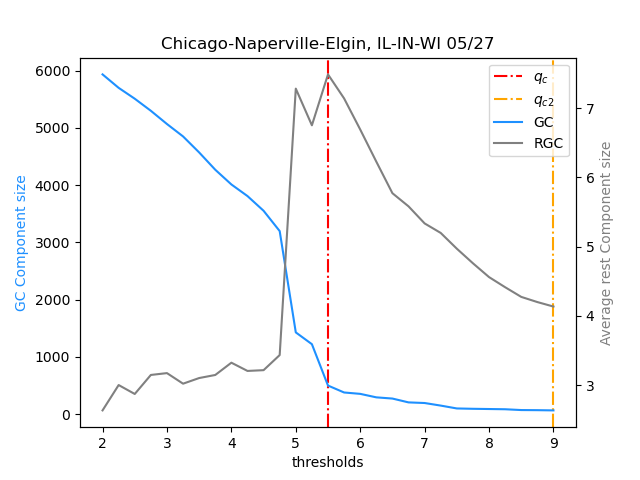 Chicago-Naperville-Elgin, IL-IN-WI 05/27
GC Component size
6000
5000
4000
3000
2000
1000
0
2 3 4 5 6 7 8 9
thresholds
7
6
5
4
3
Average rest Component size
q_c
q_c2
GC
RGC